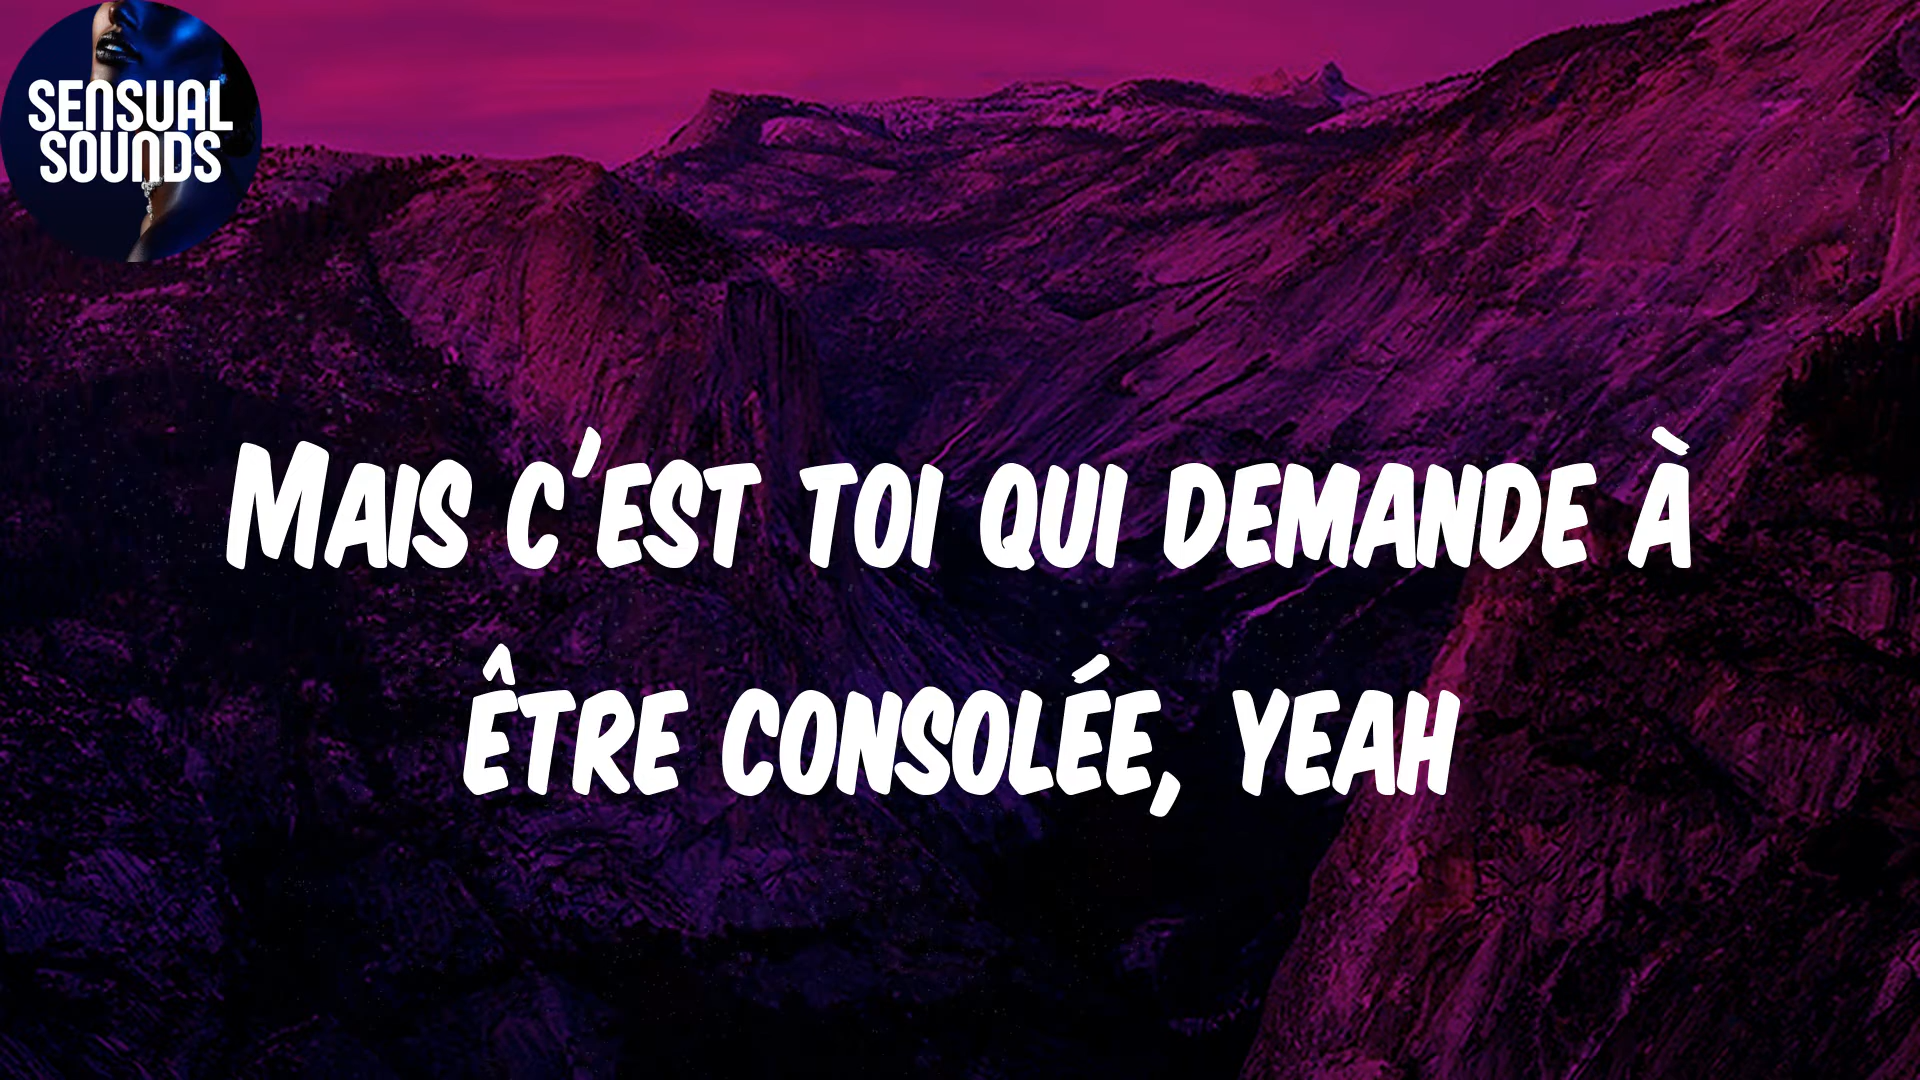 SENSUAL
SOUNDS
Mais c'est toi qui demande à
être consolée, yeah